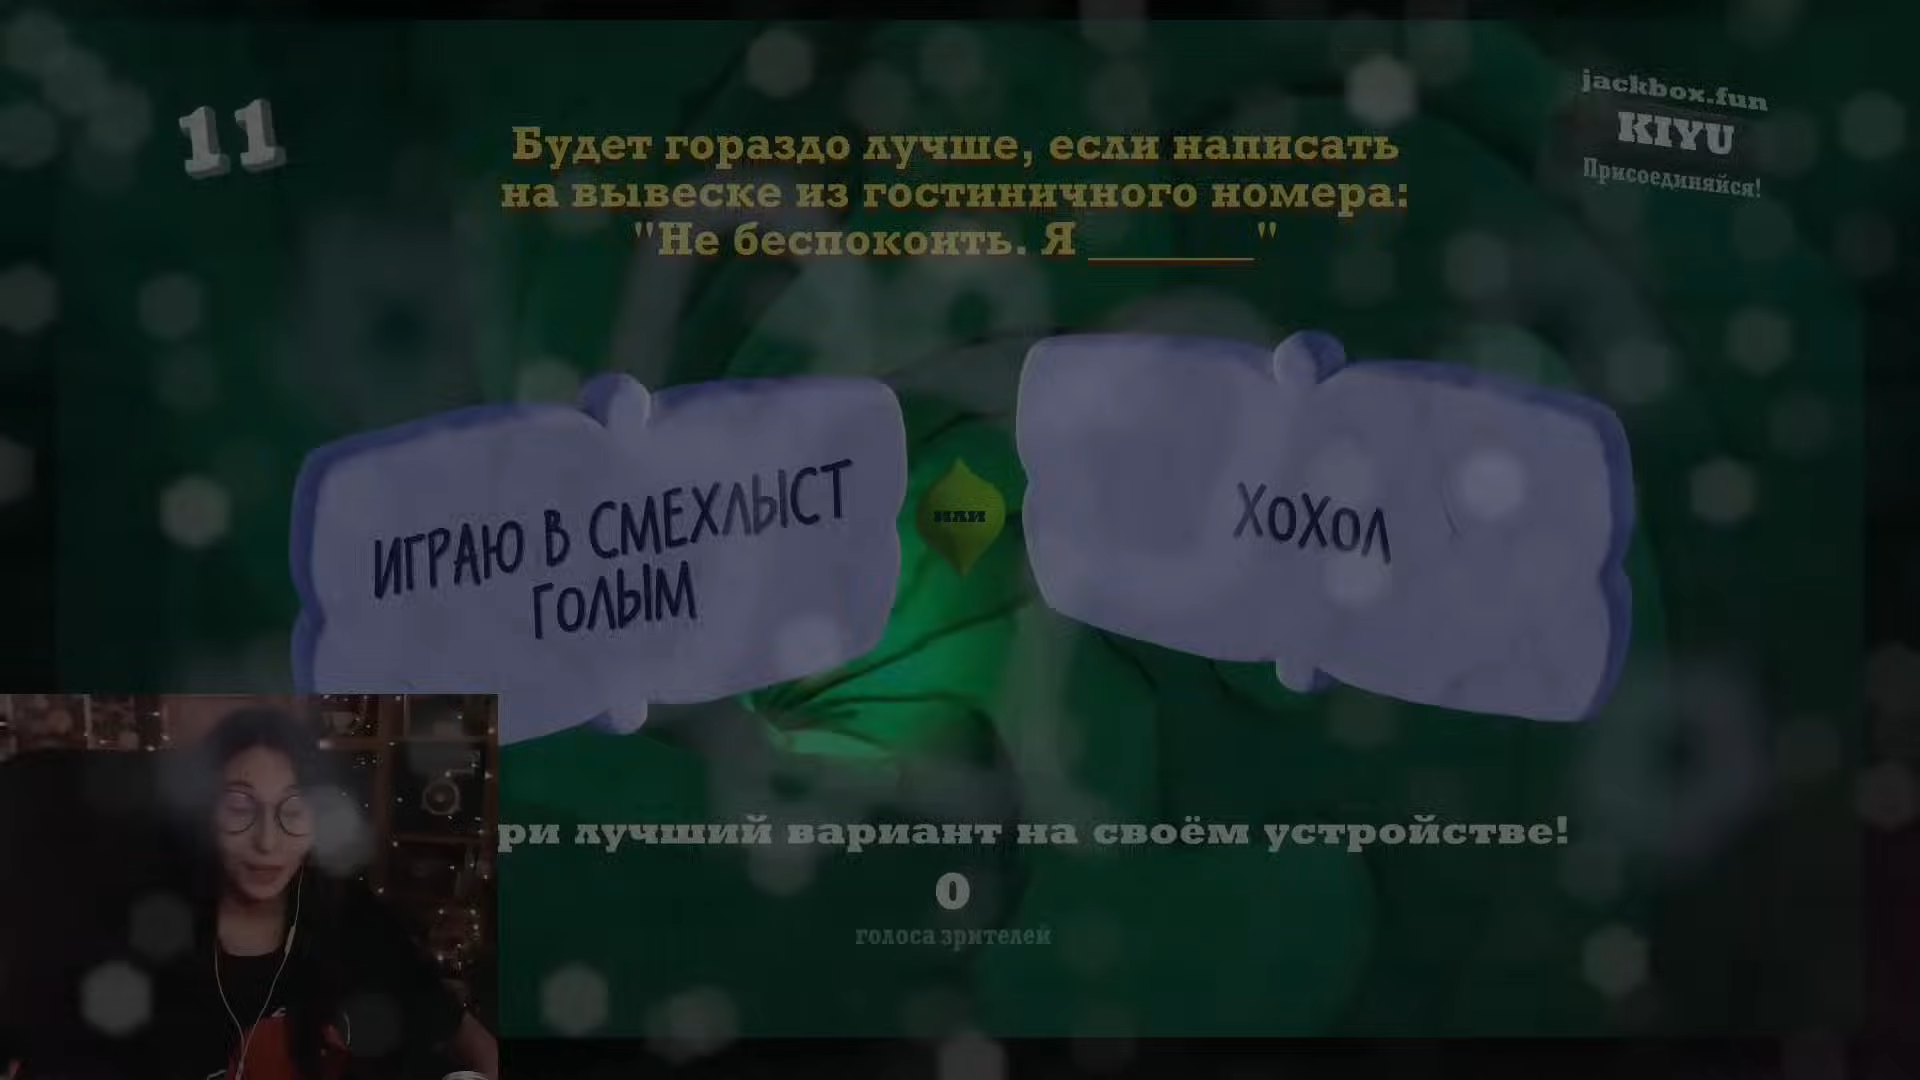 11
jackbox.fun
KIYU
Присоединяйся!
Будет гораздо лучше, если написать
на вывеске из гостиничного номера:
"Не беспокоить. Я ______"
ИГРАЮ В СМЕХЛЫСТ
ГОЛЫМ
или
ХОХОЛ
ри лучший вариант на своём устройстве!
0
голоса зрителей